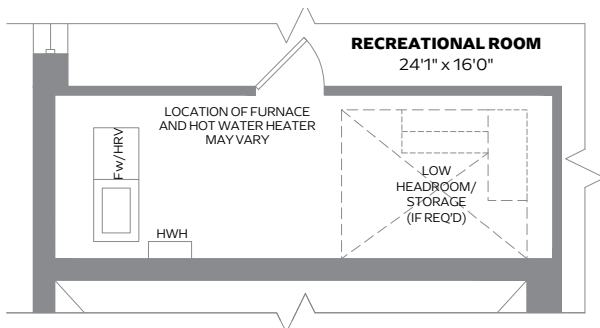 RECREATIONAL ROOM
24'1" x 16'0"
LOCATION OF FURNACE
AND HOT WATER HEATER
MAY VARY
Fw/HRV
LOW
HEADROOM/
STORAGE
(IF REQ'D)
HWH